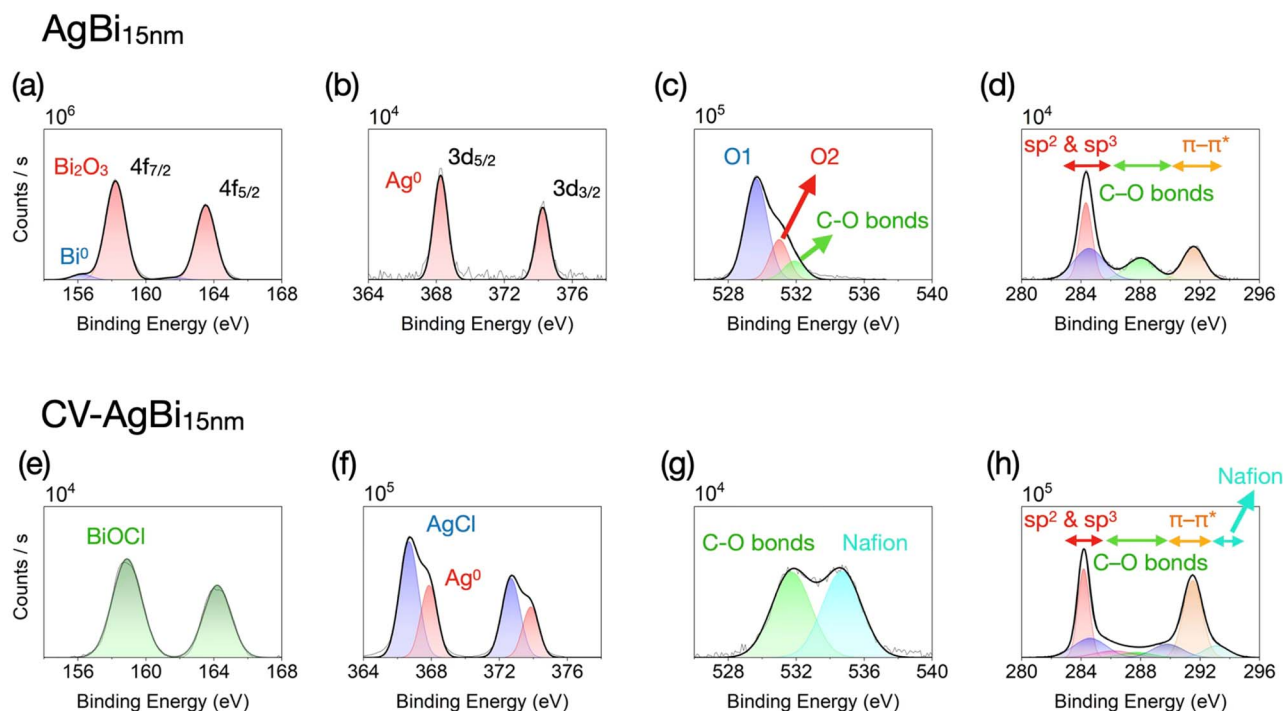 AgBi15nm
(a)
(b)
(c)
(d)
10^6
10^4
10^5
10^4
Counts / s
Bi2O3
4f7/2
4f5/2
Bi0
Ag0
3d5/2
3d3/2
O1
O2
C-O bonds
sp2 & sp3
π–π*
C–O bonds
156 160 164 168
364 368 372 376
528 532 536 540
280 284 288 292 296
Binding Energy (eV)
Binding Energy (eV)
Binding Energy (eV)
Binding Energy (eV)
CV-AgBi15nm
(e)
(f)
(g)
(h)
10^4
10^5
10^4
10^5
Counts / s
BiOCl
AgCl
Ag0
C-O bonds
Nafion
Nafion
sp2 & sp3
π–π*
C–O bonds
156 160 164 168
364 368 372 376
528 532 536 540
280 284 288 292 296
Binding Energy (eV)
Binding Energy (eV)
Binding Energy (eV)
Binding Energy (eV)